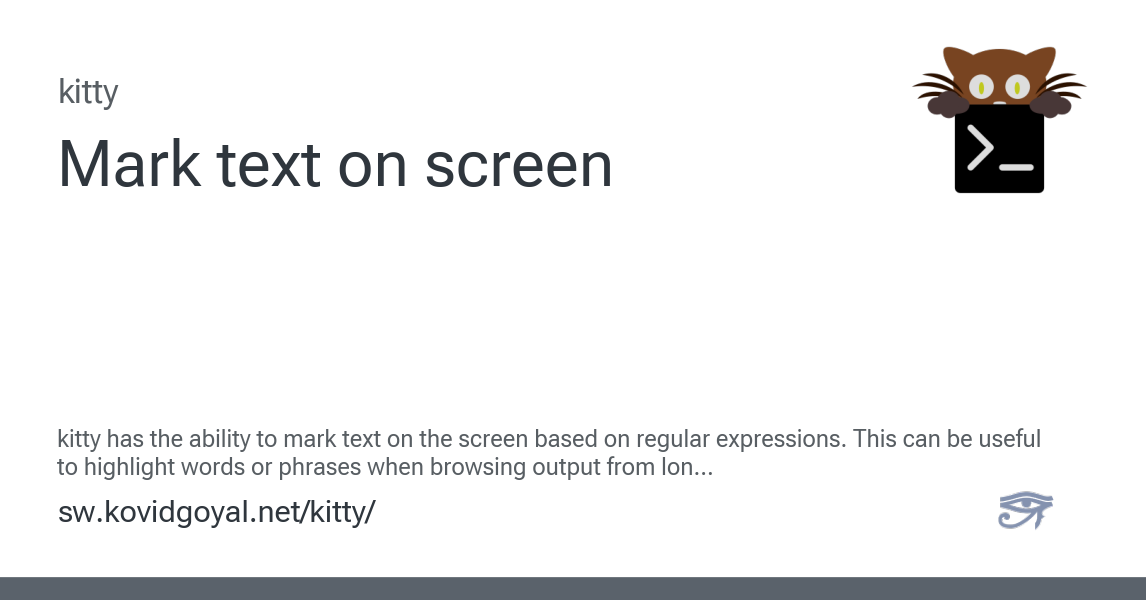 kitty
Mark text on screen
kitty has the ability to mark text on the screen based on regular expressions. This can be useful
to highlight words or phrases when browsing output from lon...
sw.kovidgoyal.net/kitty/